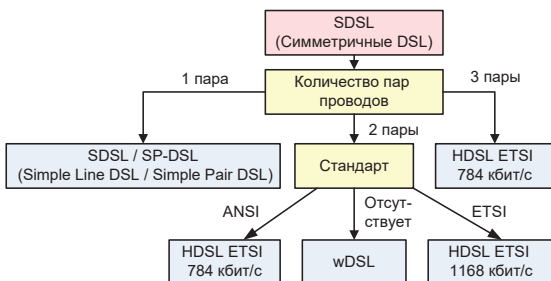 SDSL
(Симметричные DSL)
1 пара
Количество пар
проводов
3 пары
2 пары
SDSL / SP-DSL
(Simple Line DSL / Simple Pair DSL)
Стандарт
HDSL ETSI
784 кбит/с
ANSI
Отсут-
ствует
ETSI
HDSL ETSI
784 кбит/с
wDSL
HDSL ETSI
1168 кбит/с